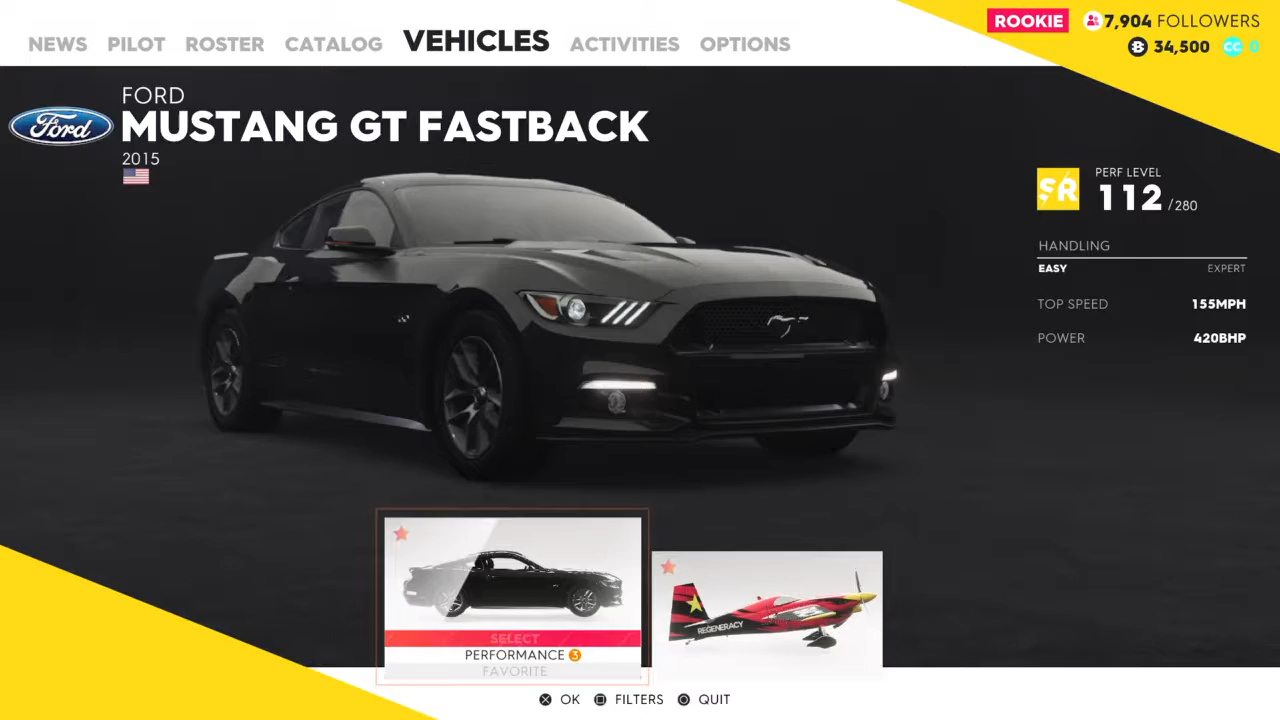 NEWS PILOT ROSTER CATALOG VEHICLES ACTIVITIES OPTIONS
ROOKIE 7,904 FOLLOWERS
B 34,500 CC 0
Ford
FORD
MUSTANG GT FASTBACK
2015
SR
PERF LEVEL
112 /280
HANDLING
EASY EXPERT
TOP SPEED 155MPH
POWER 420BHP
REGENERACY
SELECT
PERFORMANCE 3
FAVORITE
OK FILTERS QUIT